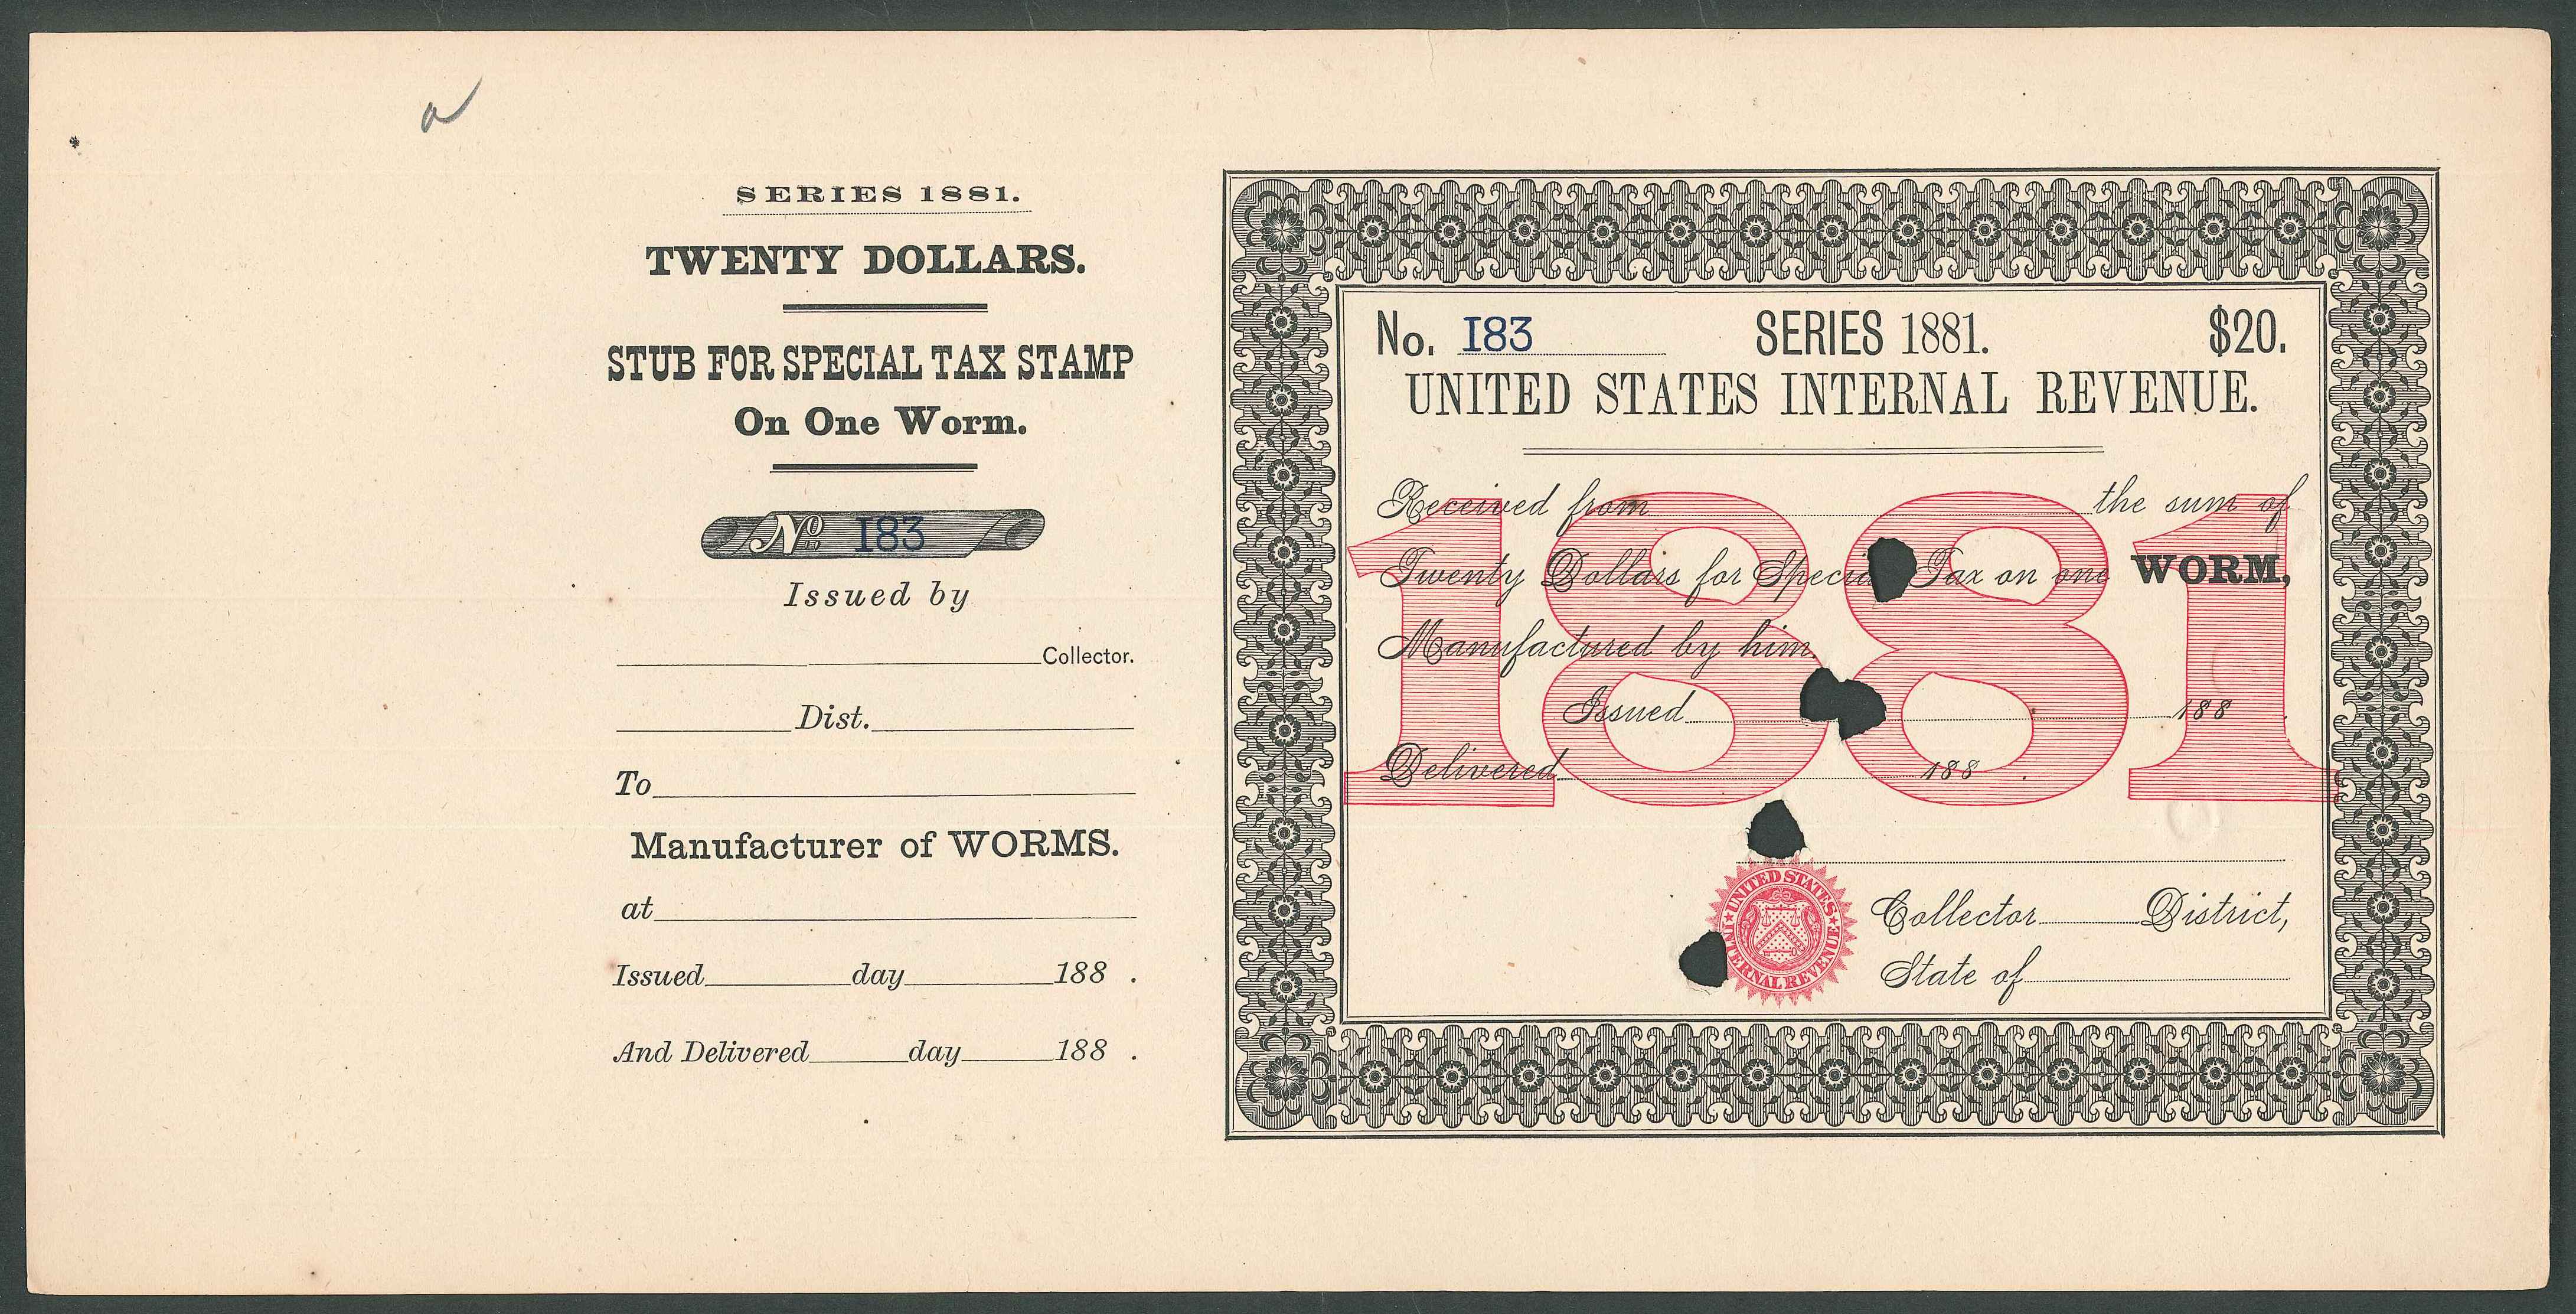 SERIES 1881.
TWENTY DOLLARS.
STUB FOR SPECIAL TAX STAMP
On One Worm.
No. 183
Issued by
Collector.
Dist.
To
Manufacturer of WORMS.
at
Issued day 188 .
And Delivered day 188 .
No. 183 SERIES 1881. $20.
UNITED STATES INTERNAL REVENUE.
1881
Received from the sum of
Twenty Dollars for Special Tax on one WORM,
Manufactured by him.
Issued 188 .
Delivered 188 .
UNITED STATES INTERNAL REVENUE
Collector District,
State of